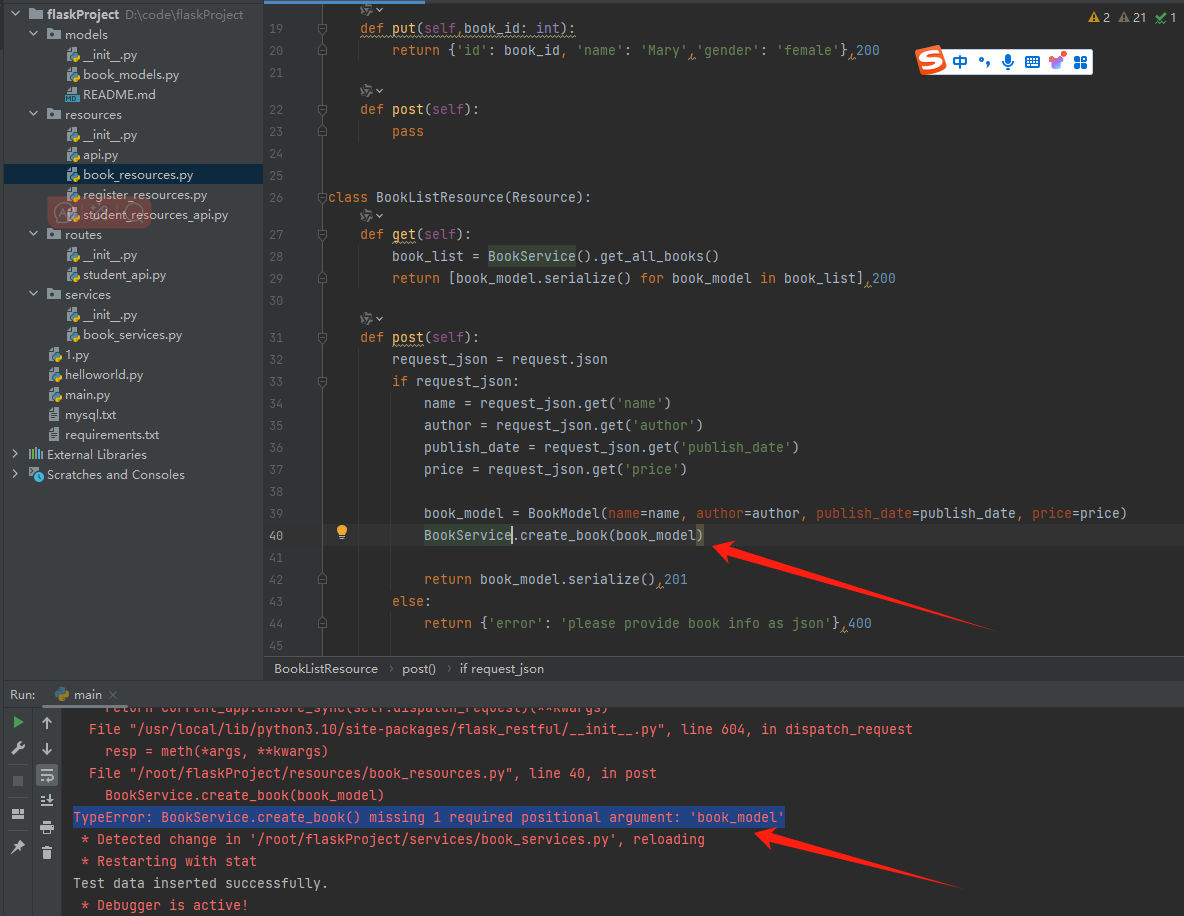 flaskProject D:\code\flaskProject
models
__init__.py
book_models.py
README.md
resources
__init__.py
api.py
book_resources.py
register_resources.py
student_resources_api.py
routes
__init__.py
student_api.py
services
__init__.py
book_services.py
1.py
helloworld.py
main.py
mysql.txt
requirements.txt
External Libraries
Scratches and Consoles
2 21 1
中
19 def put(self,book_id: int):
20 return {'id': book_id, 'name': 'Mary','gender': 'female'},200
21
22 def post(self):
23 pass
24
25
26 class BookListResource(Resource):
27 def get(self):
28 book_list = BookService().get_all_books()
29 return [book_model.serialize() for book_model in book_list],200
30
31 def post(self):
32 request_json = request.json
33 if request_json:
34 name = request_json.get('name')
35 author = request_json.get('author')
36 publish_date = request_json.get('publish_date')
37 price = request_json.get('price')
38
39 book_model = BookModel(name=name, author=author, publish_date=publish_date, price=price)
40 BookService.create_book(book_model)
41
42 return book_model.serialize(),201
43 else:
44 return {'error': 'please provide book info as json'},400
45
BookListResource › post() › if request_json
Run: main
return current_app.ensure_sync(self.dispatch_request)(**kwargs)
File "/usr/local/lib/python3.10/site-packages/flask_restful/__init__.py", line 604, in dispatch_request
resp = meth(*args, **kwargs)
File "/root/flaskProject/resources/book_resources.py", line 40, in post
BookService.create_book(book_model)
TypeError: BookService.create_book() missing 1 required positional argument: 'book_model'
* Detected change in '/root/flaskProject/services/book_services.py', reloading
* Restarting with stat
Test data inserted successfully.
* Debugger is active!